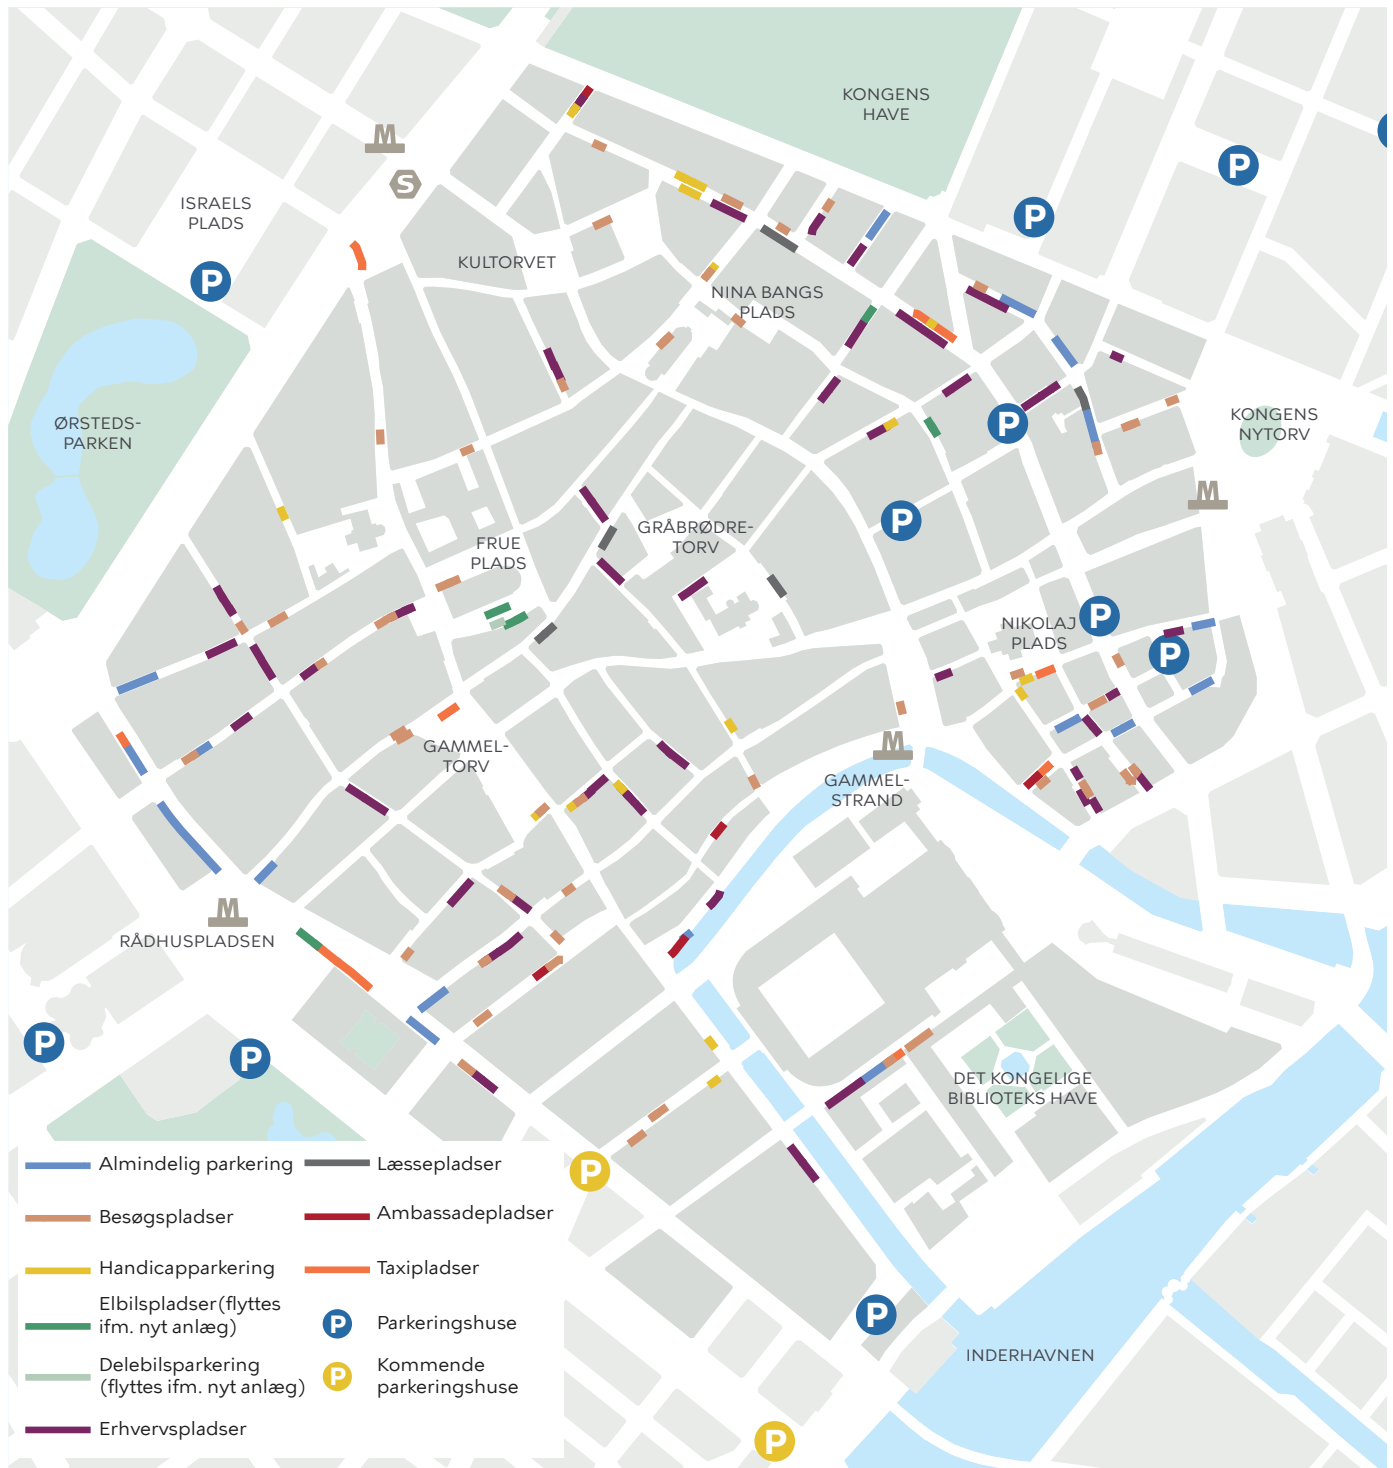 KONGENS
HAVE
M
S
P
P
P
P
ISRAELS
PLADS
KULTORVET
NINA BANGS
PLADS
ØRSTEDS-
PARKEN
KONGENS
NYTORV
P
M
P
GRÅBRØDRE-
TORV
FRUE
PLADS
NIKOLAJ
PLADS
P
P
GAMMEL-
TORV
M
GAMMEL-
STRAND
M
RÅDHUSPLADSEN
P
P
DET KONGELIGE
BIBLIOTEKS HAVE
P
P
INDERHAVNEN
P
Almindelig parkering
Besøgspladser
Handicapparkering
Elbilspladser(flyttes
ifm. nyt anlæg)
Delebilsparkering
(flyttes ifm. nyt anlæg)
Erhvervspladser
Læssepladser
Ambassadepladser
Taxipladser
P Parkeringshuse
P Kommende
parkeringshuse